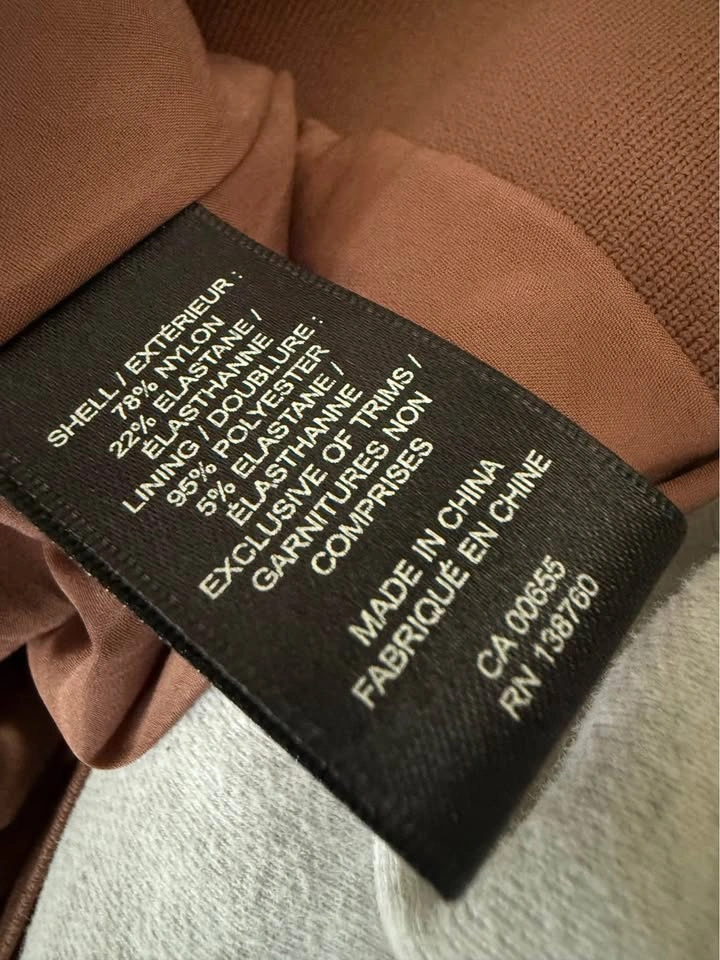 SHELL / EXTÉRIEUR :
78% NYLON
22% ELASTANE /
ÉLASTHANNE
LINING / DOUBLURE :
95% POLYESTER
5% ELASTANE /
ÉLASTHANNE
EXCLUSIVE OF TRIMS /
GARNITURES NON
COMPRISES
MADE IN CHINA
FABRIQUÉ EN CHINE
CA 00655
RN 138760